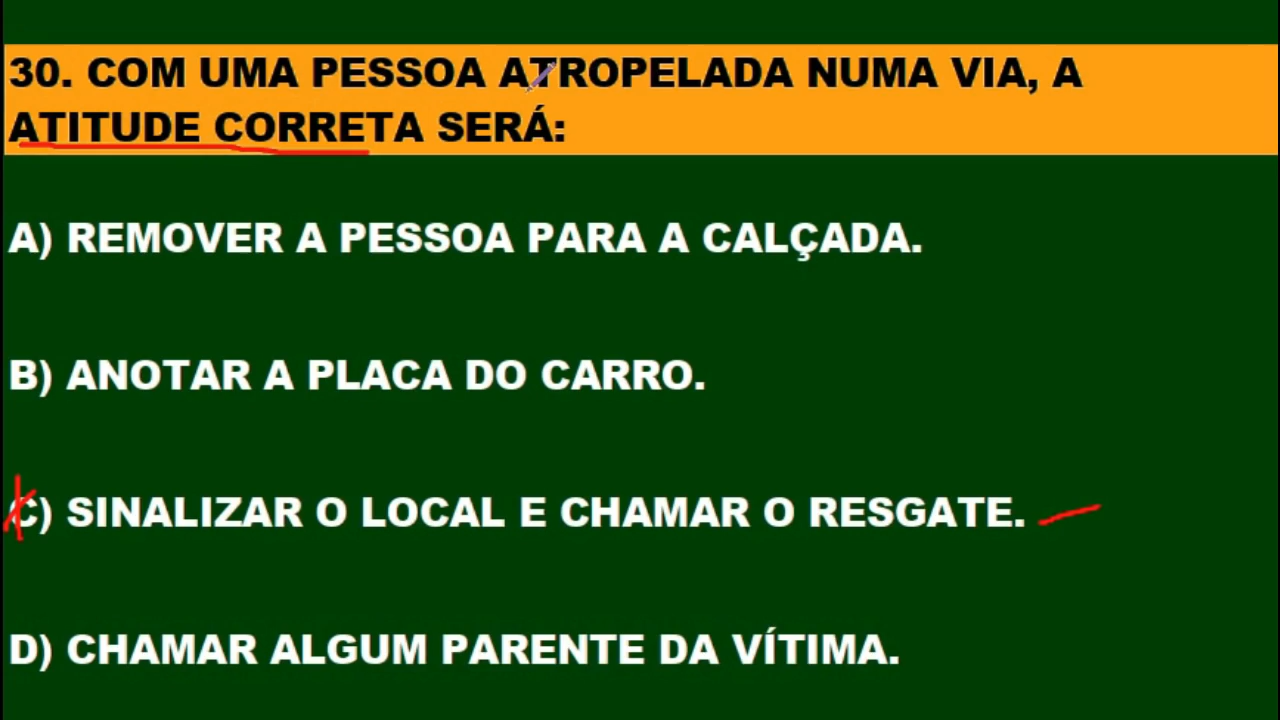 30. COM UMA PESSOA ATROPELADA NUMA VIA, A
ATITUDE CORRETA SERÁ:
A) REMOVER A PESSOA PARA A CALÇADA.
B) ANOTAR A PLACA DO CARRO.
C) SINALIZAR O LOCAL E CHAMAR O RESGATE.
D) CHAMAR ALGUM PARENTE DA VÍTIMA.